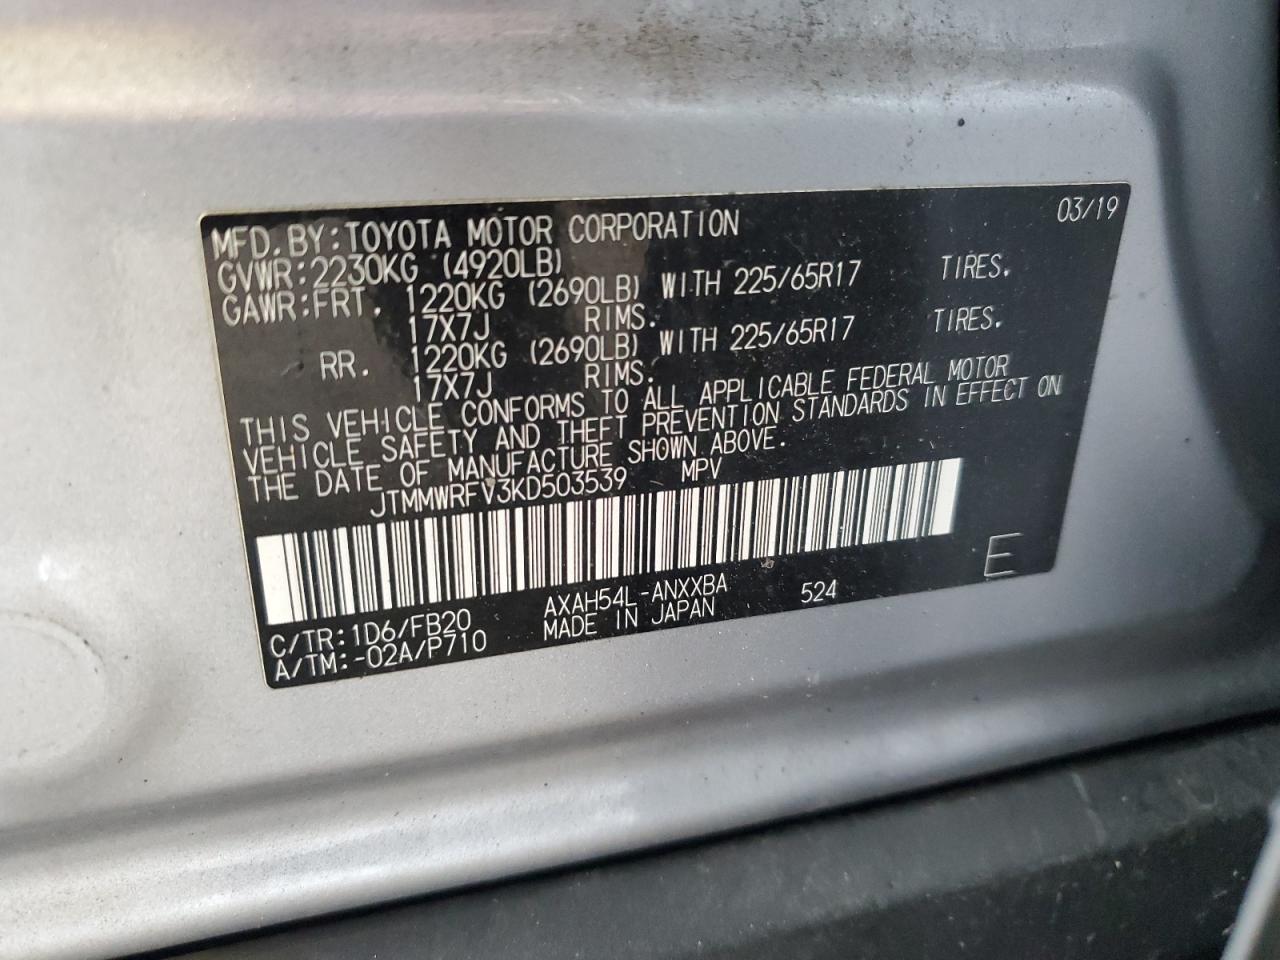 03/19
MFD. BY: TOYOTA MOTOR CORPORATION
GVWR: 2230KG (4920LB)
GAWR: FRT. 1220KG (2690LB) WITH 225/65R17 TIRES.
17X7J RIMS.
RR. 1220KG (2690LB) WITH 225/65R17 TIRES.
17X7J RIMS.
THIS VEHICLE CONFORMS TO ALL APPLICABLE FEDERAL MOTOR
VEHICLE SAFETY AND THEFT PREVENTION STANDARDS IN EFFECT ON
THE DATE OF MANUFACTURE SHOWN ABOVE.
JTMMWRFV3KD503539 MPV
E
C/TR: 1D6/FB20 AXAH54L-ANXXBA 524
A/TM: -02A/P710 MADE IN JAPAN